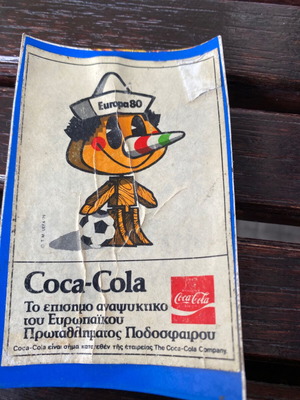 Europa 80
Coca-Cola
Coca-Cola
Το επισημο αναψυκτικο
του Ευρωπαϊκου
Πρωταθληματος Ποδοσφαιρου
Coca-Cola είναι σήμα κατατεθέν τής έταιρείας The Coca-Cola Company.